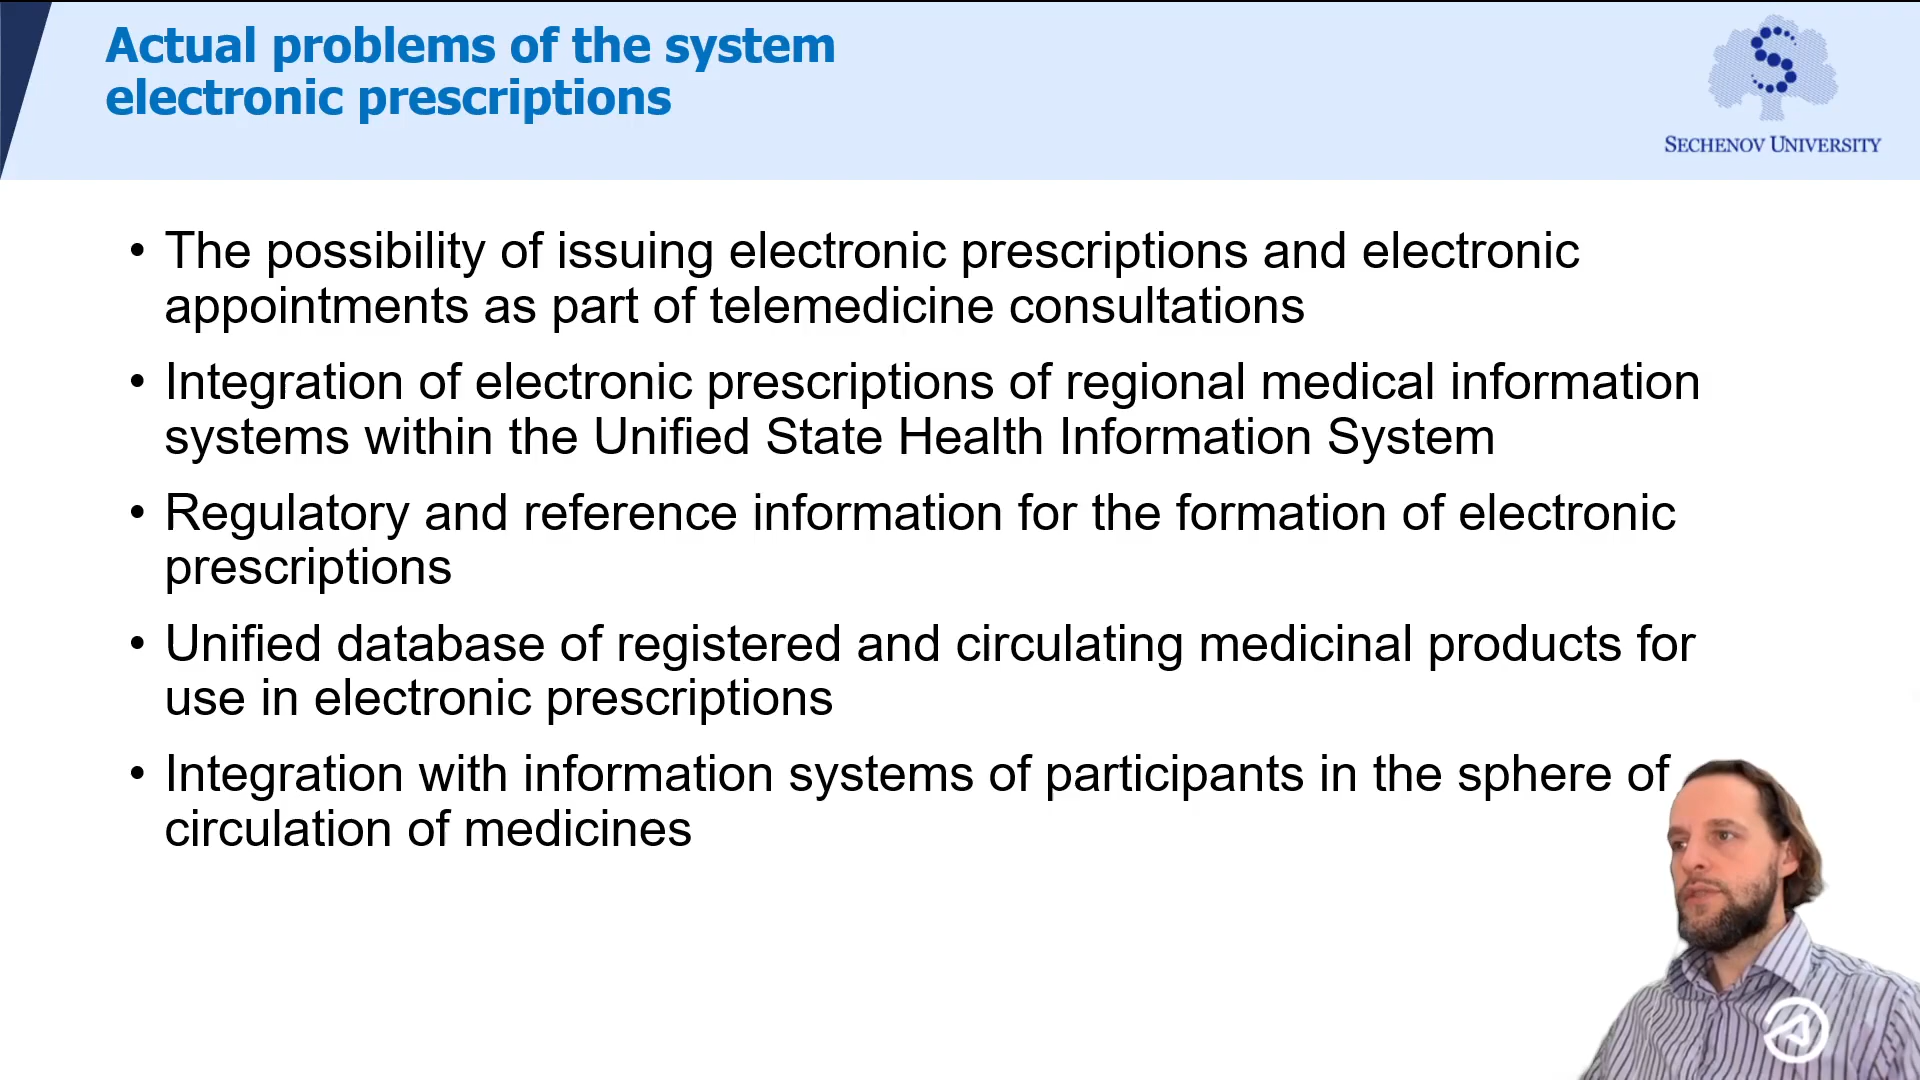 Actual problems of the system
electronic prescriptions
SECHENOV UNIVERSITY
• The possibility of issuing electronic prescriptions and electronic
appointments as part of telemedicine consultations
• Integration of electronic prescriptions of regional medical information
systems within the Unified State Health Information System
• Regulatory and reference information for the formation of electronic
prescriptions
• Unified database of registered and circulating medicinal products for
use in electronic prescriptions
• Integration with information systems of participants in the sphere of
circulation of medicines